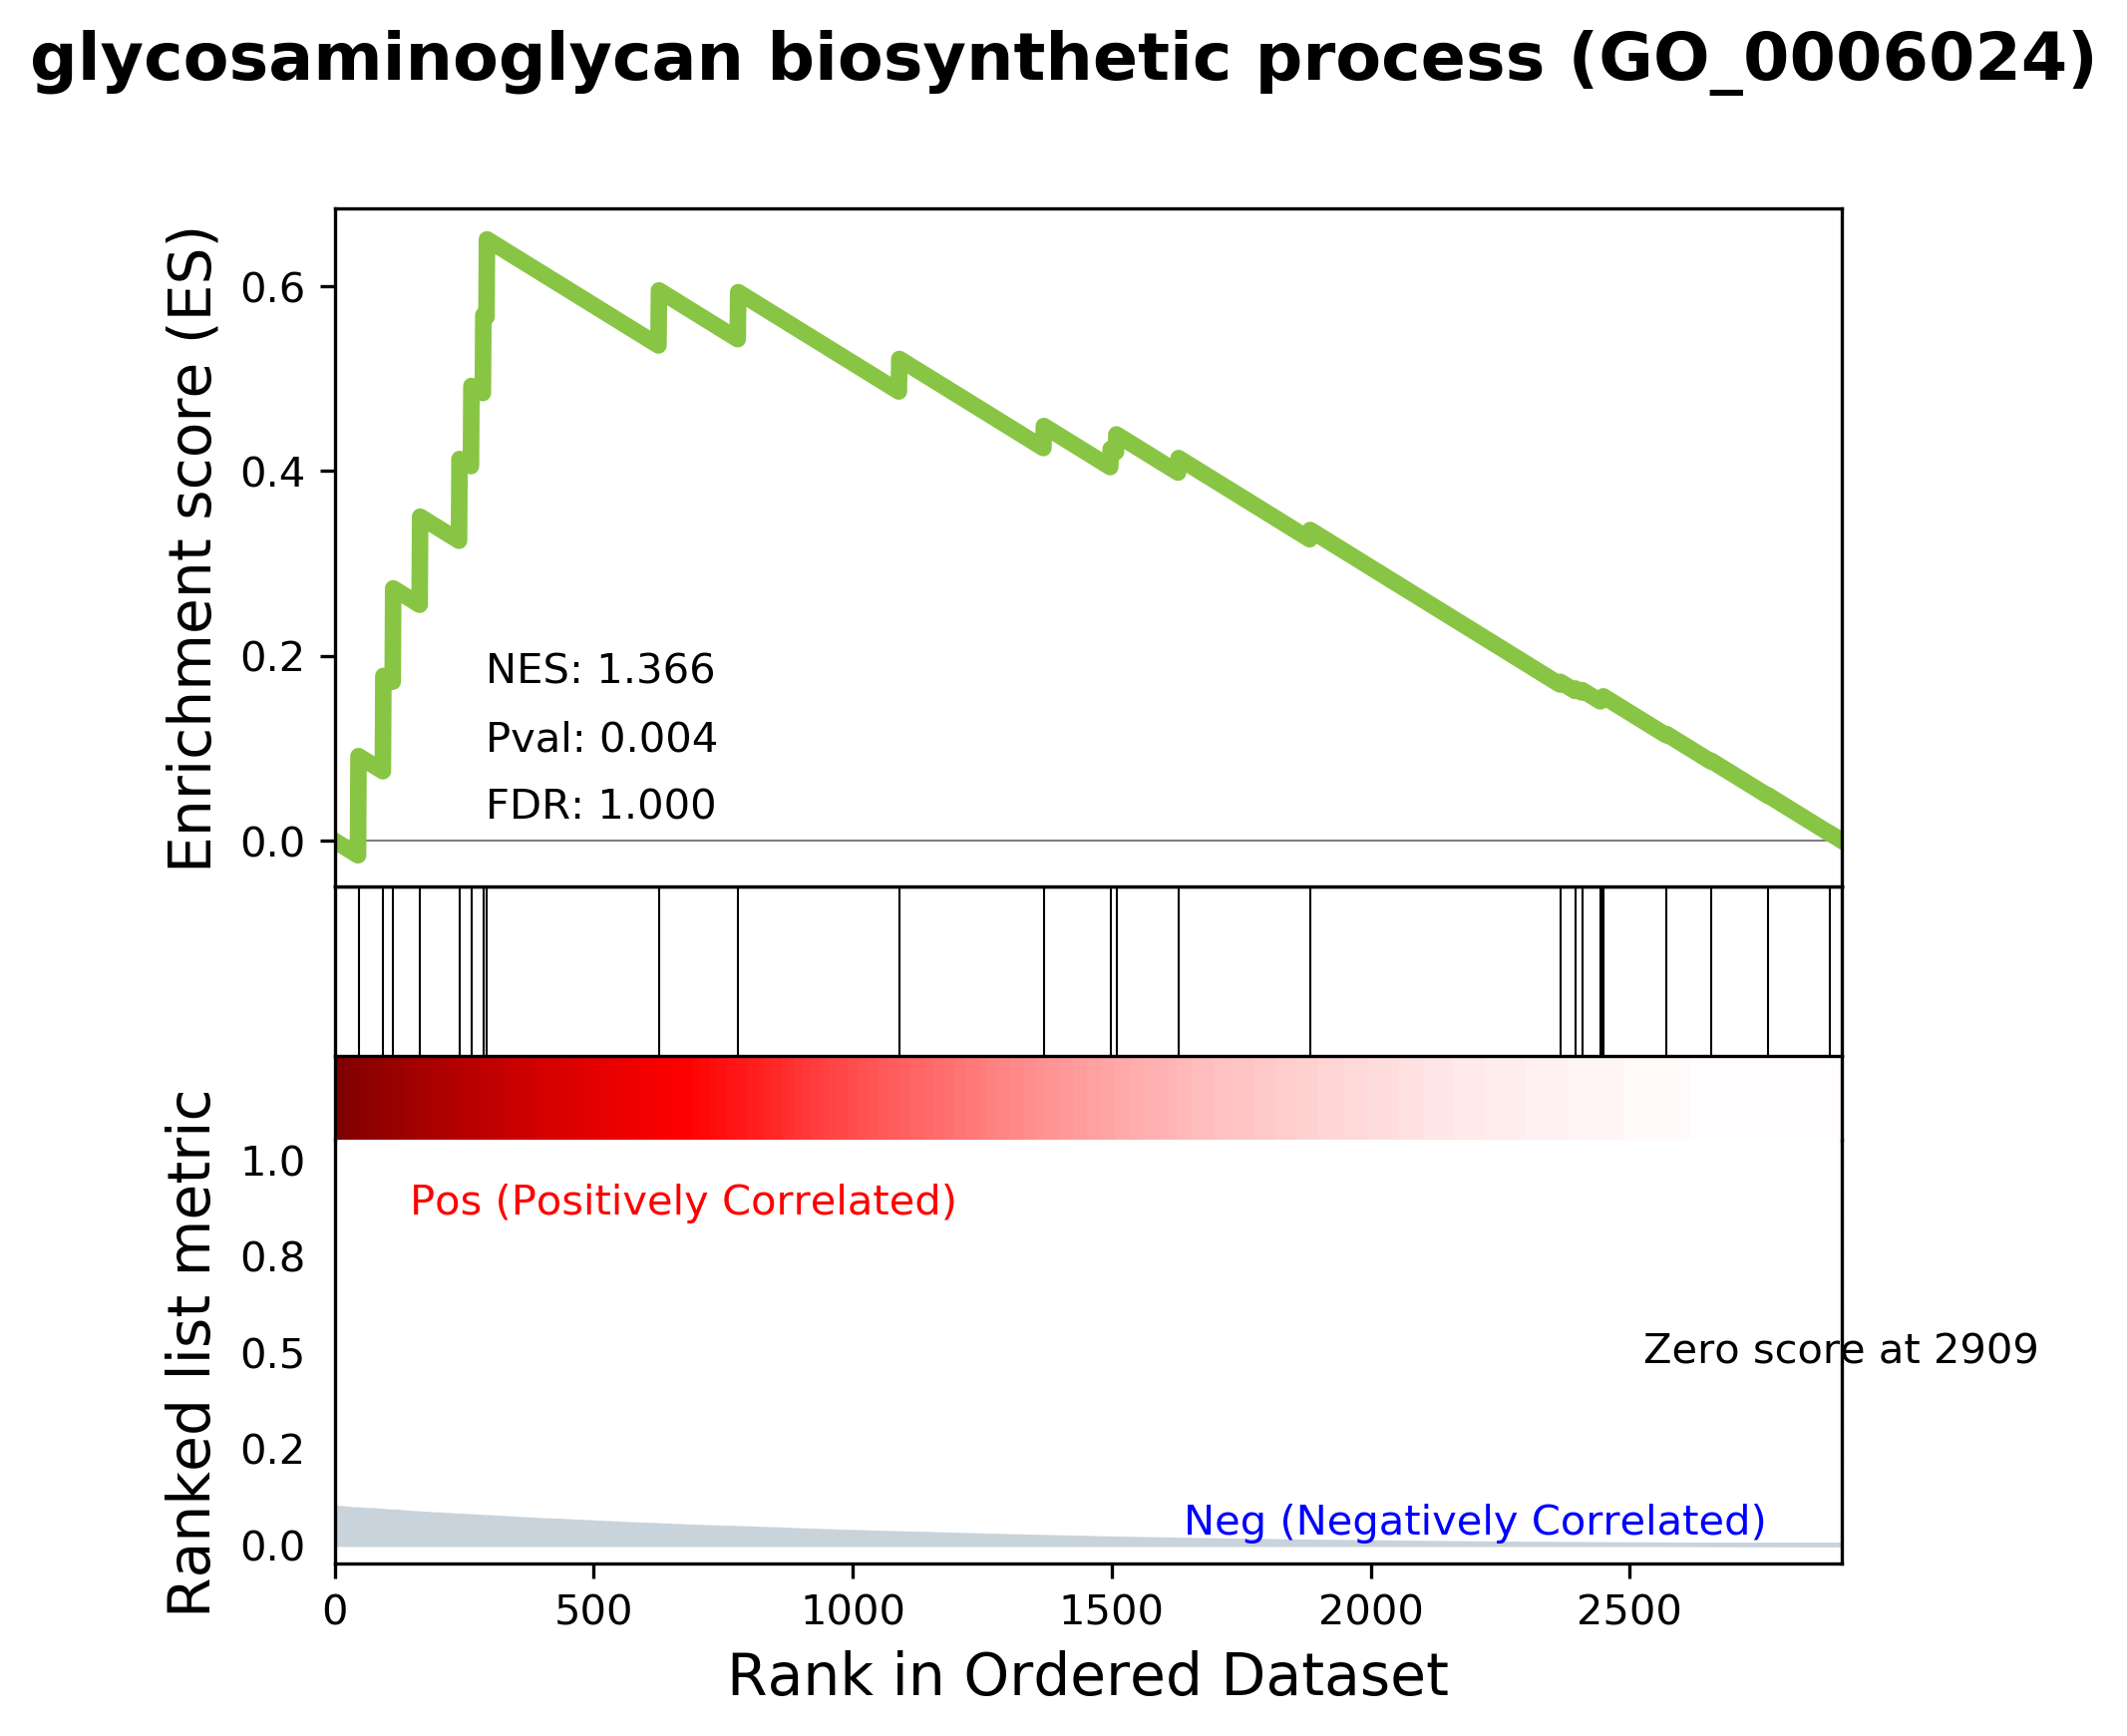 glycosaminoglycan biosynthetic process (GO_0006024)
Enrichment score (ES)
0.6
0.4
0.2
0.0
NES: 1.366
Pval: 0.004
FDR: 1.000
Ranked list metric
1.0
0.8
0.5
0.2
0.0
Pos (Positively Correlated)
Zero score at 2909
Neg (Negatively Correlated)
0 500 1000 1500 2000 2500
Rank in Ordered Dataset